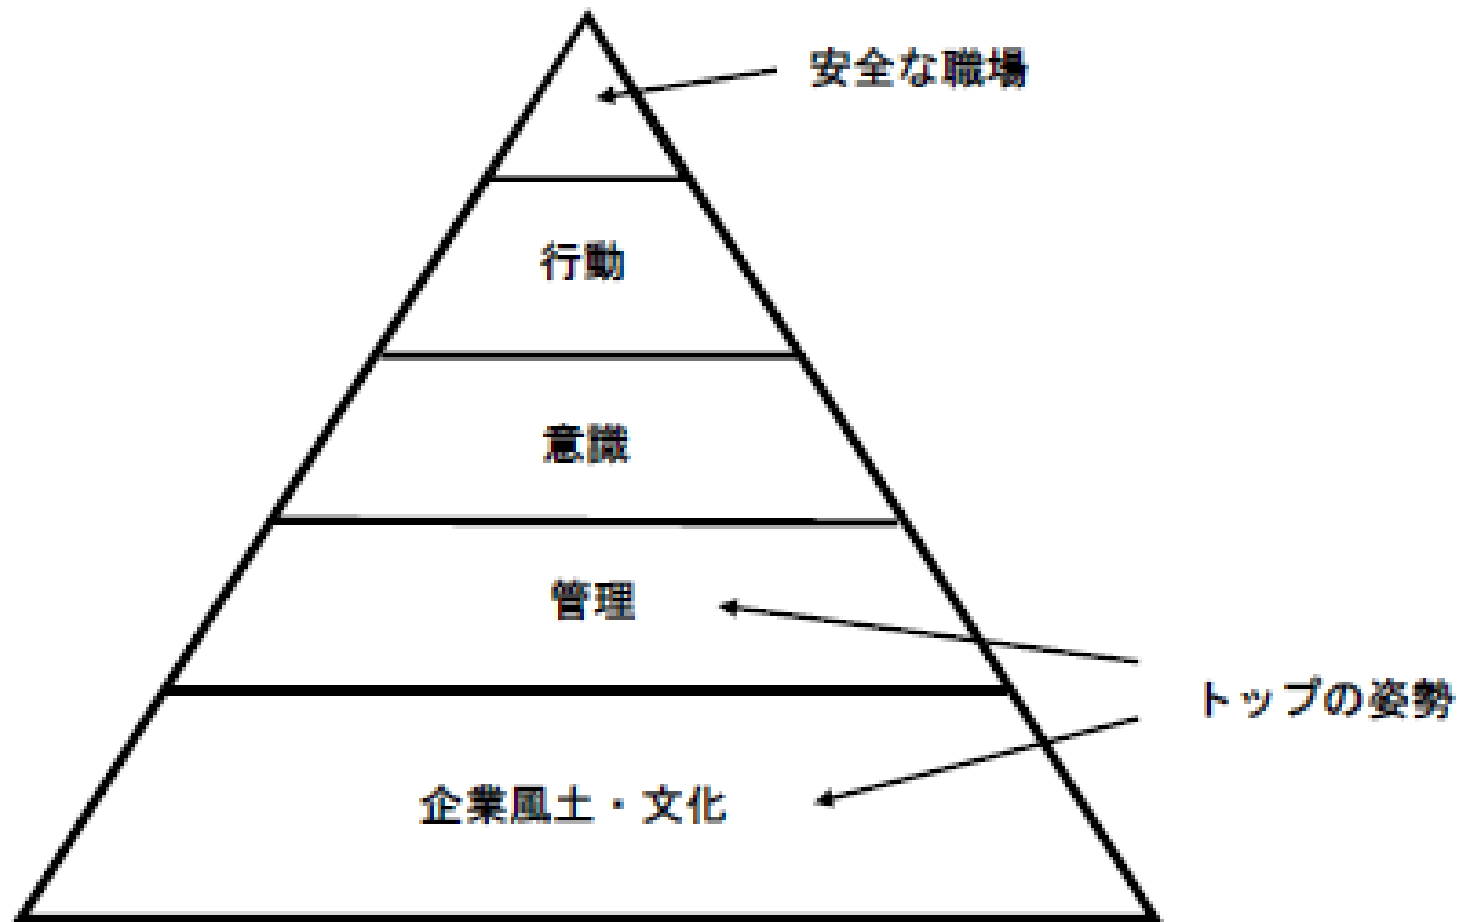 安全な職場
行動
意識
管理
トップの姿勢
企業風土・文化